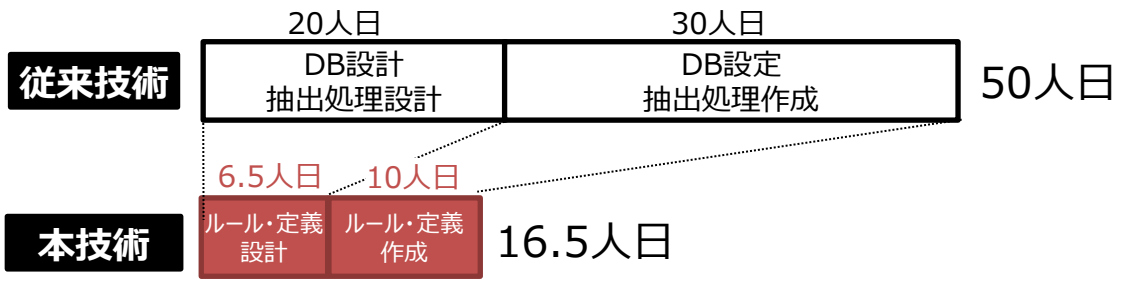 20人日
30人日
従来技術
DB設計
抽出処理設計
DB設定
抽出処理作成
50人日
6.5人日
10人日
本技術
ルール・定義
設計
ルール・定義
作成
16.5人日